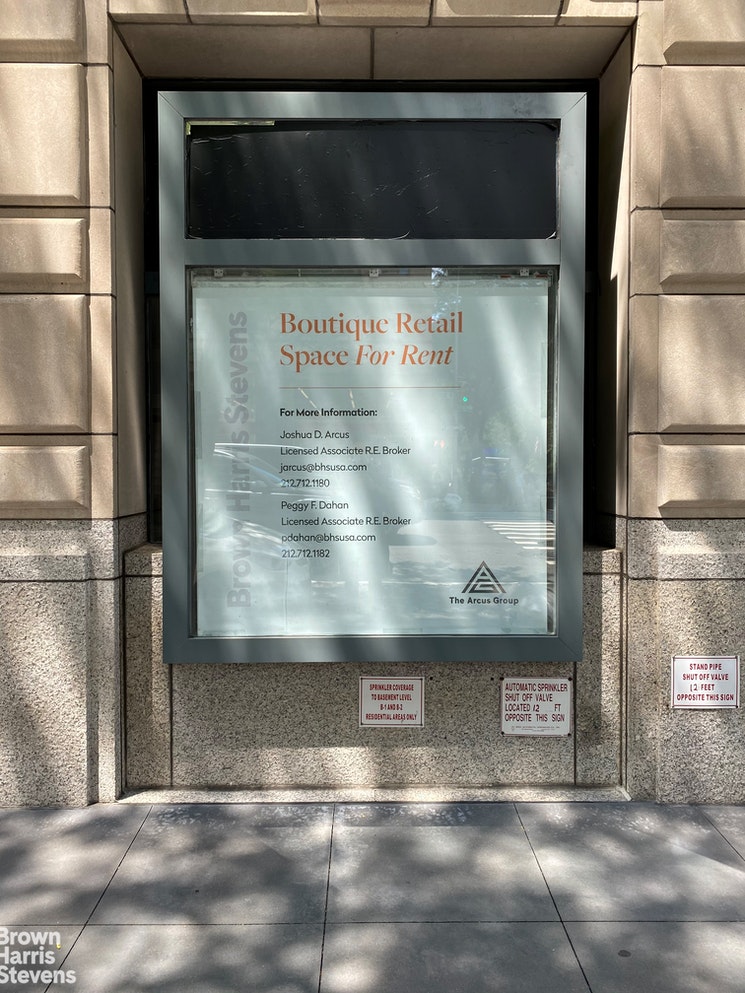 Boutique Retail
Space For Rent
Brown Harris Stevens
For More Information:
Joshua D. Arcus
Licensed Associate R.E. Broker
jarcus@bhsusa.com
212.712.1180
Peggy F. Dahan
Licensed Associate R.E. Broker
pdahan@bhsusa.com
212.712.1182
The Arcus Group
SPRINKLER COVERAGE
TO BASEMENT LEVEL
B-1 AND B-2
RESIDENTIAL AREAS ONLY
AUTOMATIC SPRINKLER
SHUT OFF VALVE
LOCATED 12 FT
OPPOSITE THIS SIGN
STAND PIPE
SHUT OFF VALVE
12 FEET
OPPOSITE THIS SIGN
Brown
Harris
Stevens